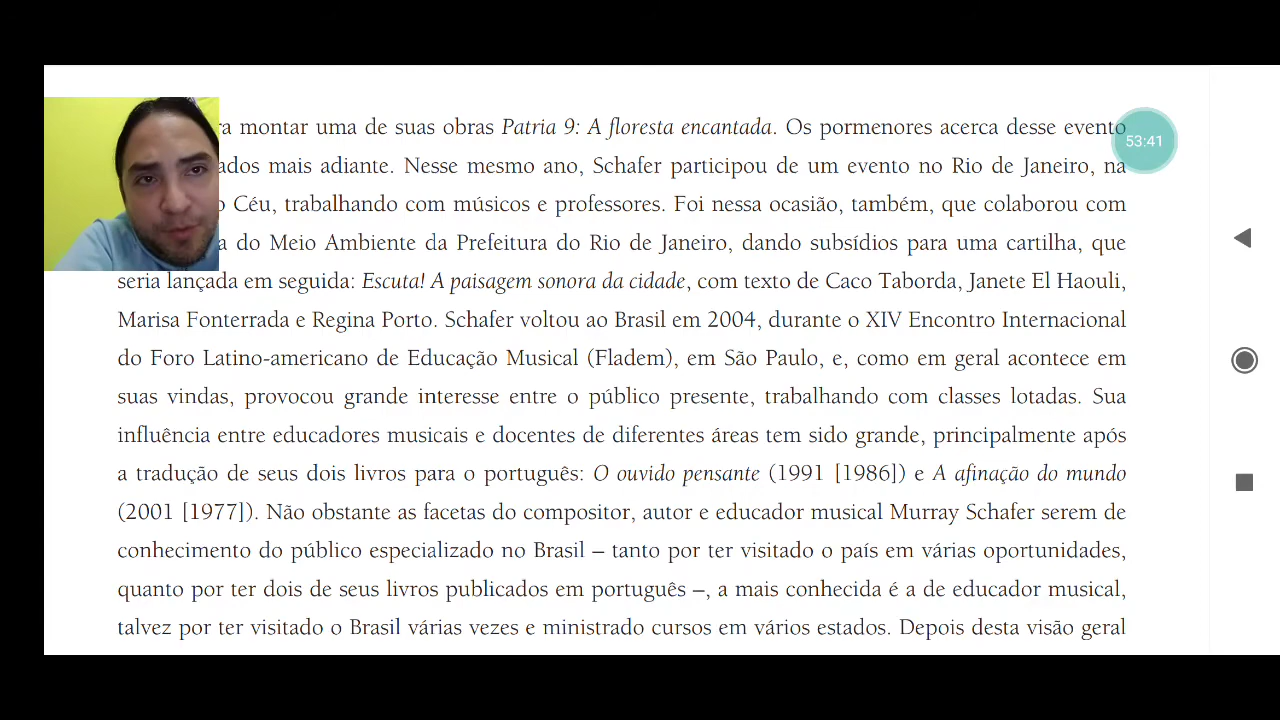 ra montar uma de suas obras Patria 9: A floresta encantada. Os pormenores acerca desse evento
53:41
ados mais adiante. Nesse mesmo ano, Schafer participou de um evento no Rio de Janeiro, na
o Céu, trabalhando com músicos e professores. Foi nessa ocasião, também, que colaborou com
a do Meio Ambiente da Prefeitura do Rio de Janeiro, dando subsídios para uma cartilha, que
seria lançada em seguida: Escuta! A paisagem sonora da cidade, com texto de Caco Taborda, Janete El Haouli,
Marisa Fonterrada e Regina Porto. Schafer voltou ao Brasil em 2004, durante o XIV Encontro Internacional
do Foro Latino-americano de Educação Musical (Fladem), em São Paulo, e, como em geral acontece em
suas vindas, provocou grande interesse entre o público presente, trabalhando com classes lotadas. Sua
influência entre educadores musicais e docentes de diferentes áreas tem sido grande, principalmente após
a tradução de seus dois livros para o português: O ouvido pensante (1991 [1986]) e A afinação do mundo
(2001 [1977]). Não obstante as facetas do compositor, autor e educador musical Murray Schafer serem de
conhecimento do público especializado no Brasil – tanto por ter visitado o país em várias oportunidades,
quanto por ter dois de seus livros publicados em português –, a mais conhecida é a de educador musical,
talvez por ter visitado o Brasil várias vezes e ministrado cursos em vários estados. Depois desta visão geral